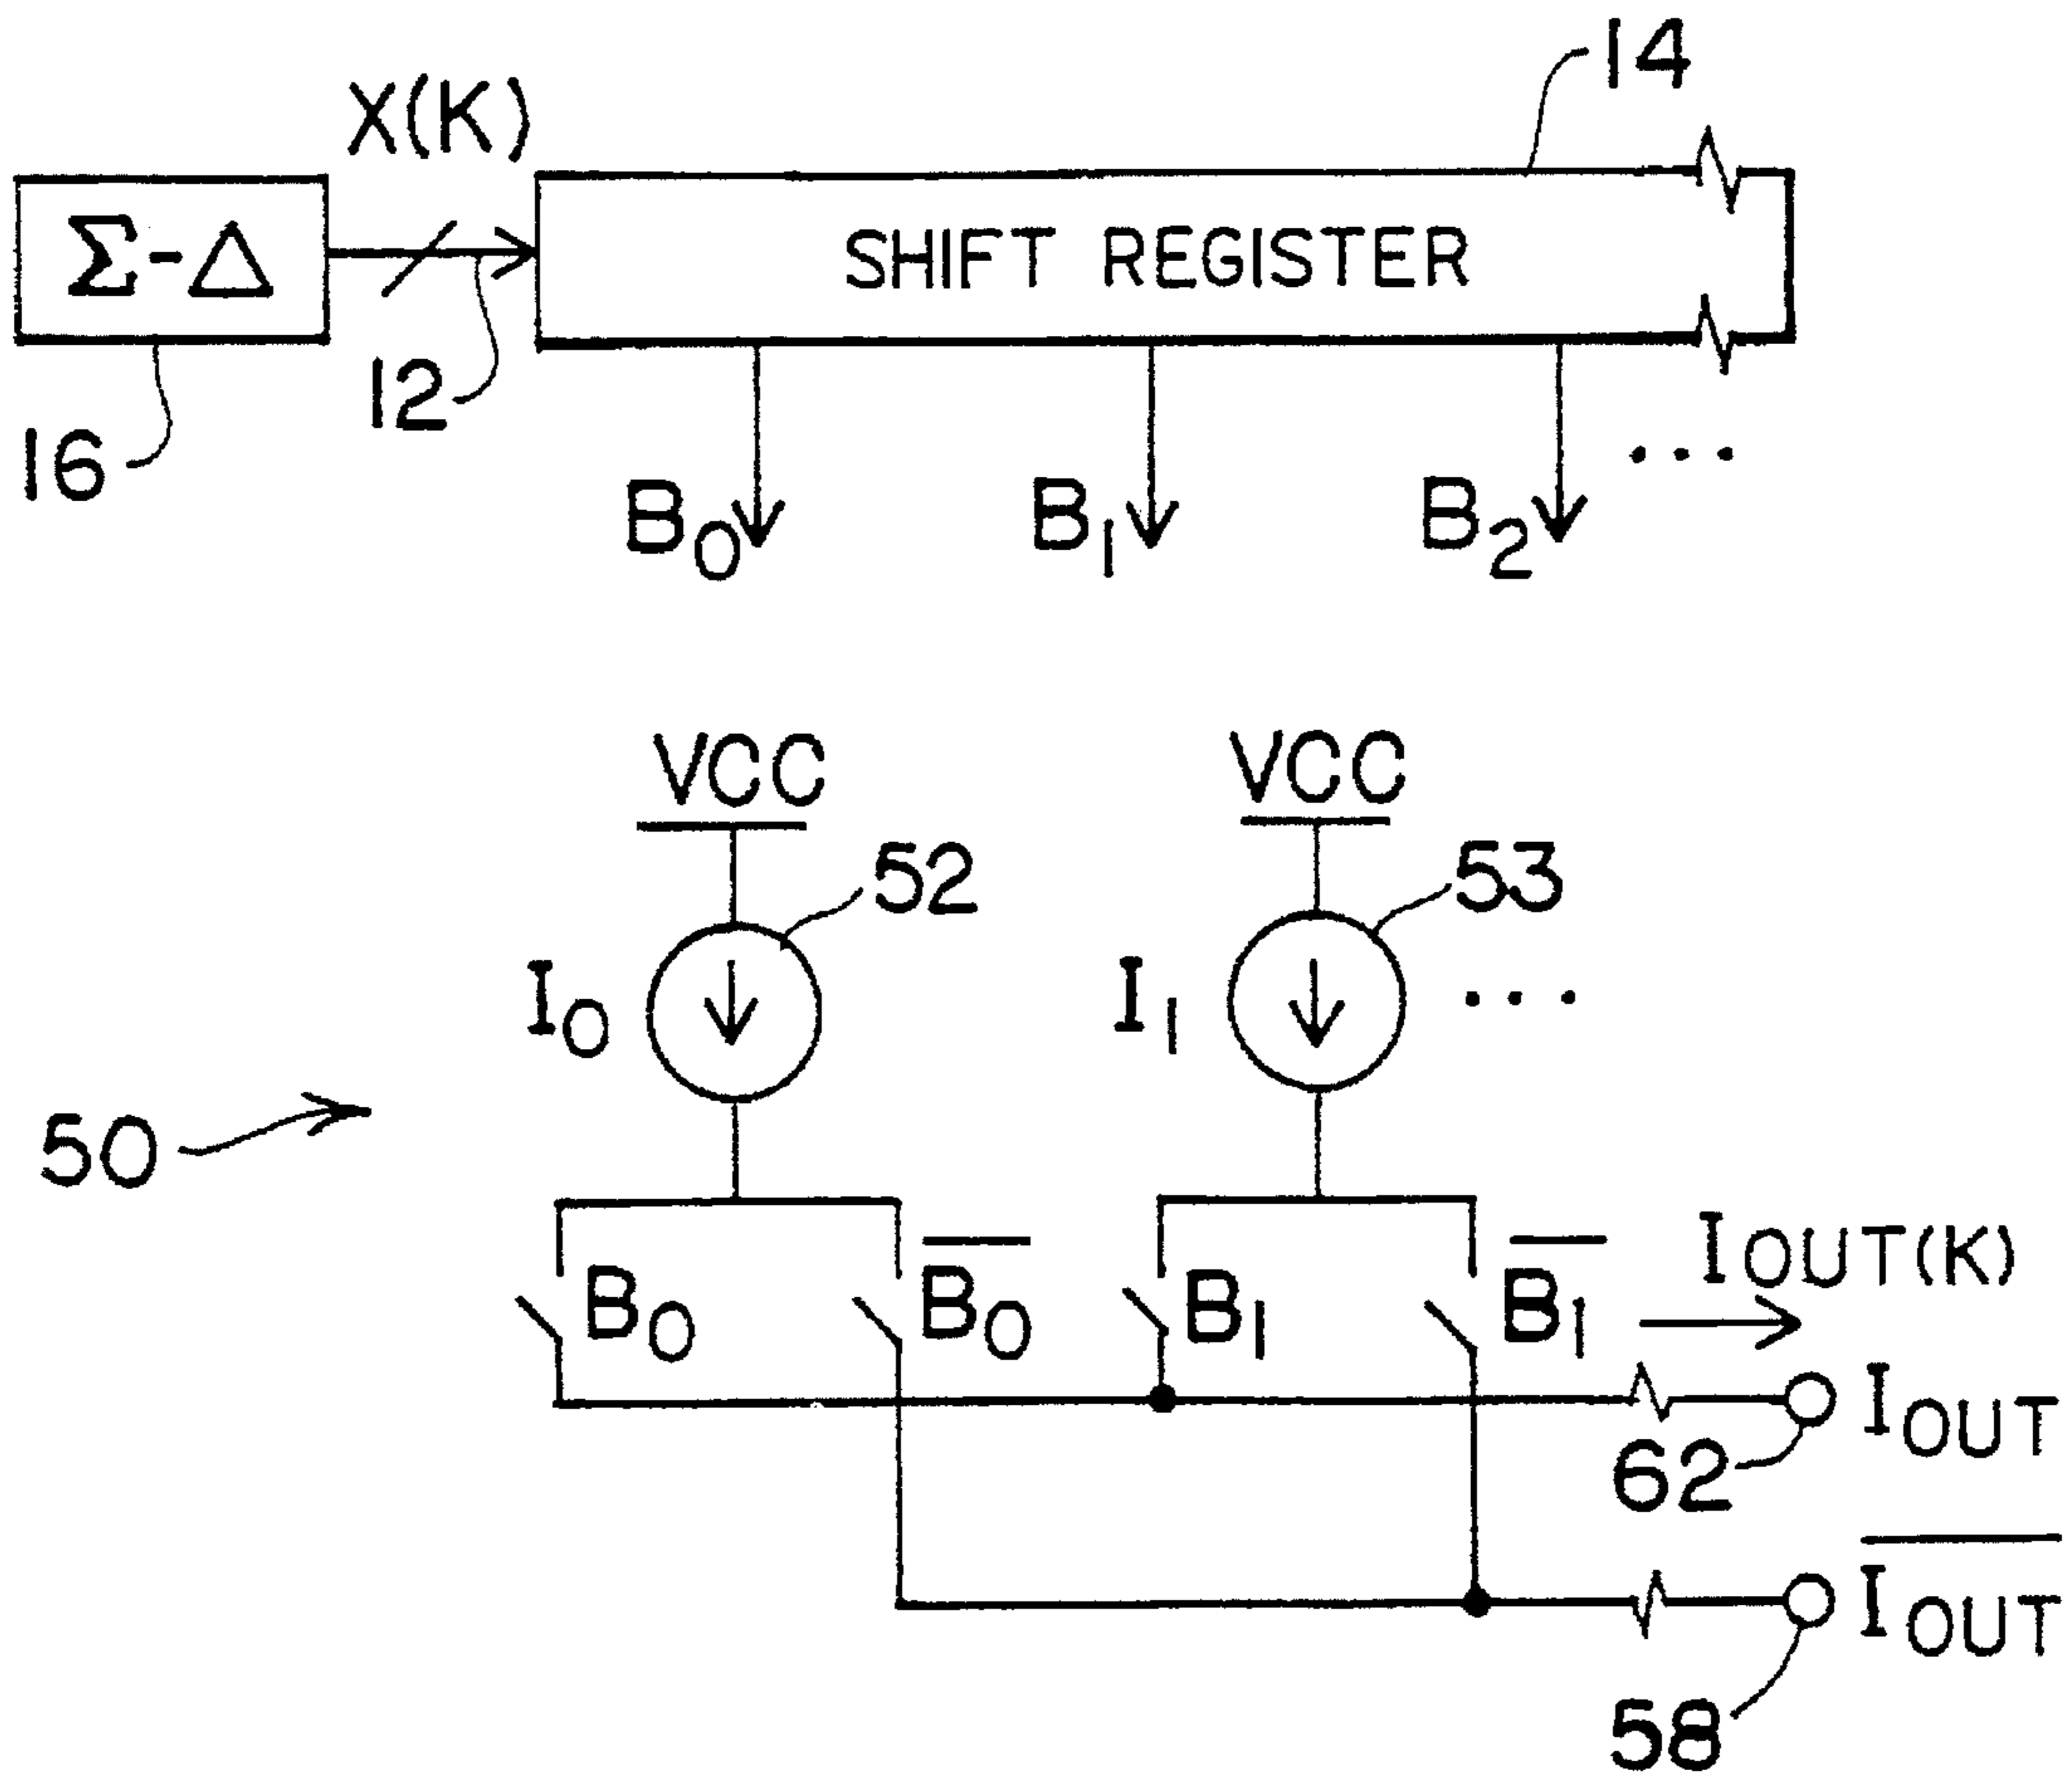 14
X(K)
Σ-Δ
SHIFT REGISTER
12
16
B0
B1
B2
...
VCC
VCC
52
53
I0
I1
...
50
B0
B̅0̅
B1
B̅1̅
IOUT(K)
IOUT
62
I̅O̅U̅T̅
58